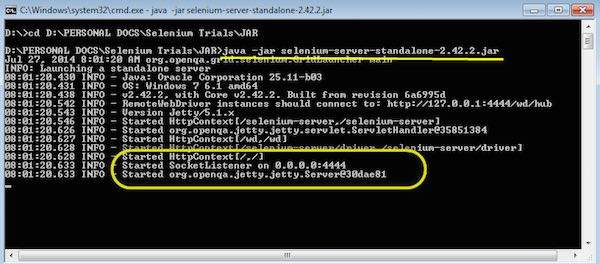 C:\Windows\system32\cmd.exe - java -jar selenium-server-standalone-2.42.2.jar
D:\>cd D:\PERSONAL DOCS\Selenium Trials\JAR
D:\PERSONAL DOCS\Selenium Trials\JAR>java -jar selenium-server-standalone-2.42.2.jar
Jul 27, 2014 8:01:20 AM org.openqa.grid.selenium.GridLauncher main
INFO: Launching a standalone server
08:01:20.430 INFO - Java: Oracle Corporation 25.11-b03
08:01:20.431 INFO - OS: Windows 7 6.1 amd64
08:01:20.438 INFO - v2.42.2, with Core v2.42.2. Built from revision 6a6995d
08:01:20.542 INFO - RemoteWebDriver instances should connect to: http://127.0.0.1:4444/wd/hub
08:01:20.543 INFO - Version Jetty/5.1.x
08:01:20.546 INFO - Started HttpContext[/selenium-server,/selenium-server]
08:01:20.627 INFO - Started org.openqa.jetty.jetty.servlet.ServletHandler@35851384
08:01:20.627 INFO - Started HttpContext[/wd,/wd]
08:01:20.628 INFO - Started HttpContext[/selenium-server/driver,/selenium-server/driver]
08:01:20.628 INFO - Started HttpContext[/,/]
08:01:20.633 INFO - Started SocketListener on 0.0.0.0:4444
08:01:20.633 INFO - Started org.openqa.jetty.jetty.Server@30dae81